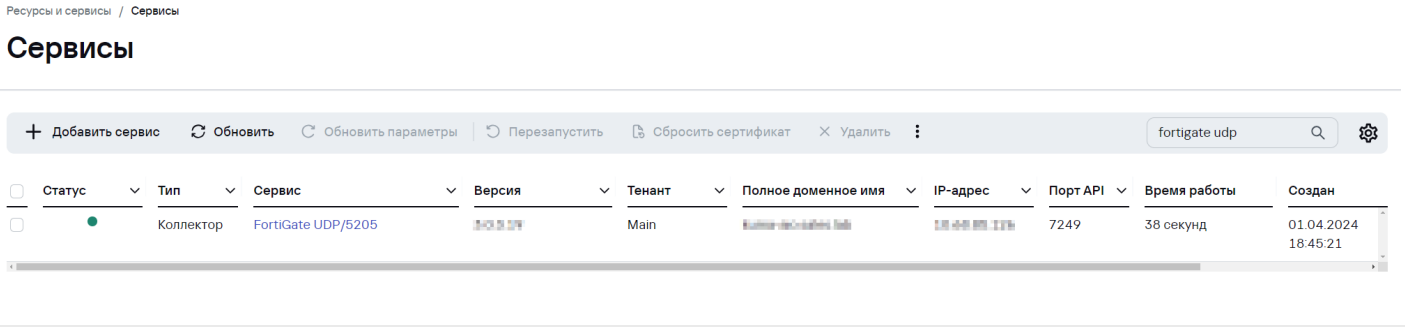 Ресурсы и сервисы / Сервисы
Сервисы
Добавить сервис Обновить Обновить параметры Перезапустить Сбросить сертификат Удалить fortigate udp
Статус Тип Сервис Версия Тенант Полное доменное имя IP-адрес Порт API Время работы Создан
Коллектор FortiGate UDP/5205 Main 7249 38 секунд 01.04.2024
18:45:21